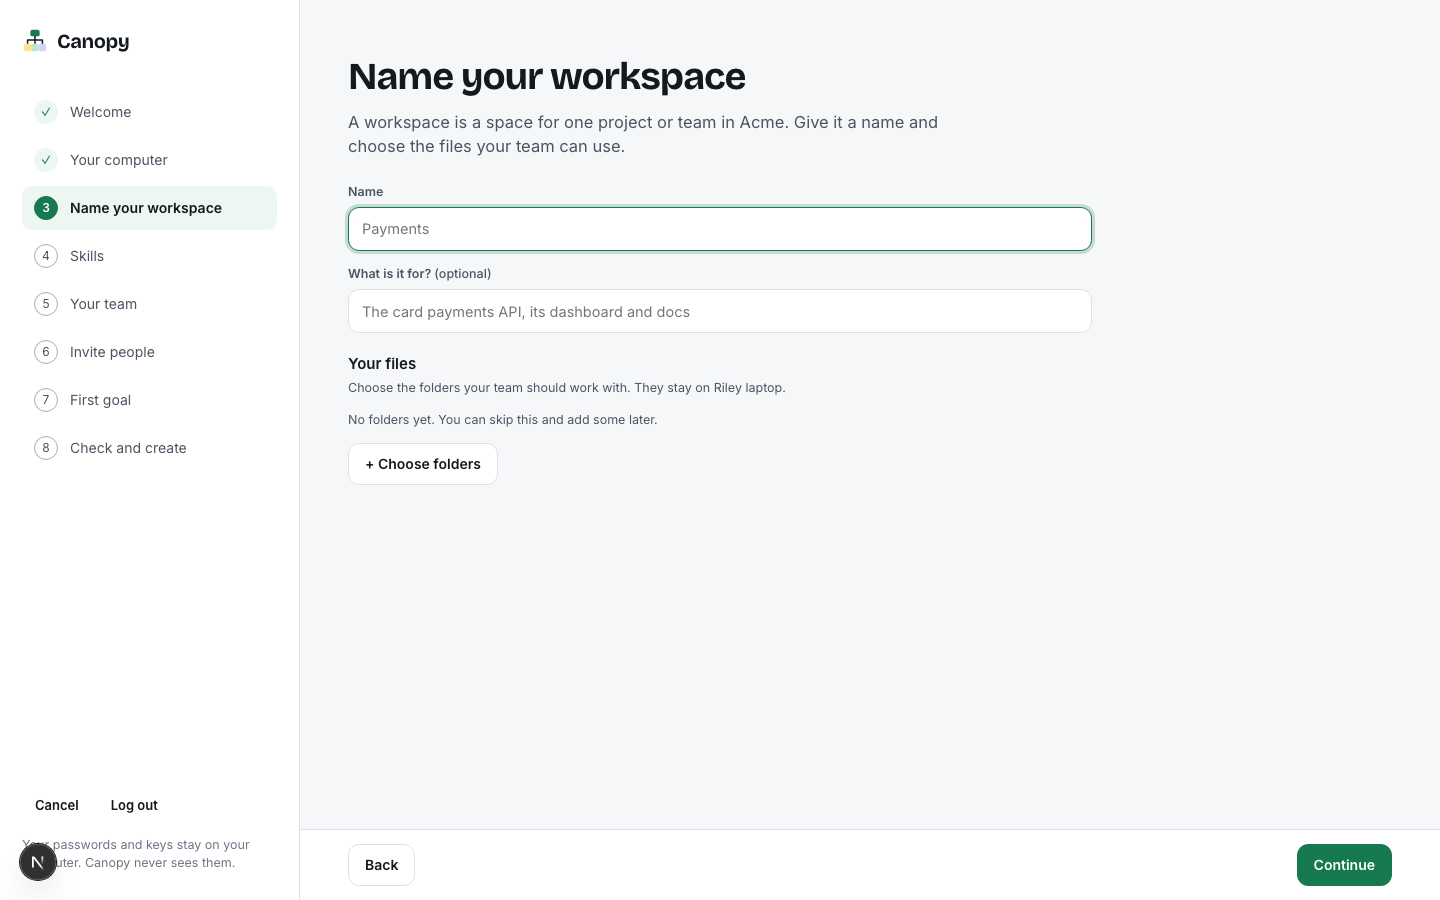 Canopy
Welcome
Your computer
3 Name your workspace
4 Skills
5 Your team
6 Invite people
7 First goal
8 Check and create
Cancel Log out
passwords and keys stay on your
Canopy never sees them.
N
Name your workspace
A workspace is a space for one project or team in Acme. Give it a name and
choose the files your team can use.
Name
Payments
What is it for? (optional)
The card payments API, its dashboard and docs
Your files
Choose the folders your team should work with. They stay on Riley laptop.
No folders yet. You can skip this and add some later.
+ Choose folders
Back
Continue